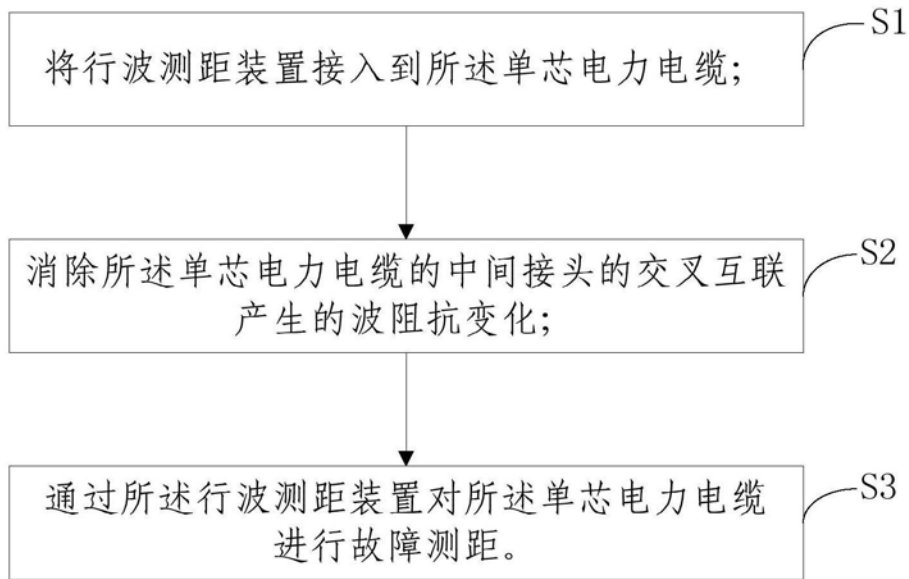 S1
将行波测距装置接入到所述单芯电力电缆;
S2
消除所述单芯电力电缆的中间接头的交叉互联
产生的波阻抗变化;
S3
通过所述行波测距装置对所述单芯电力电缆
进行故障测距。